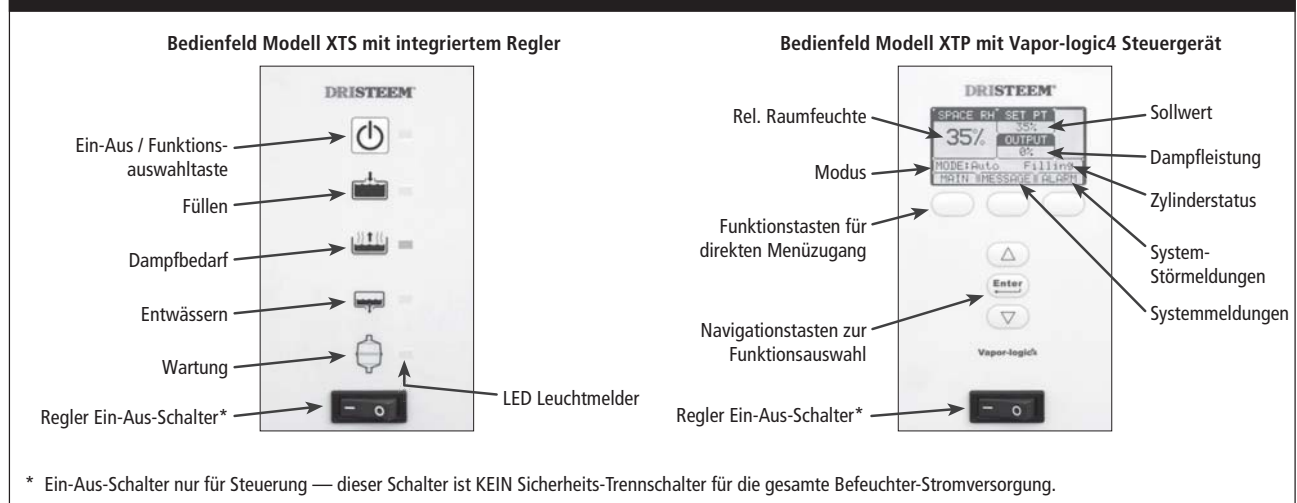 Bedienfeld Modell XTS mit integriertem Regler
DRISTEEM
Ein-Aus / Funktions-
auswahltaste
Füllen
Dampfbedarf
Entwässern
Wartung
Regler Ein-Aus-Schalter*
LED Leuchtmelder
Bedienfeld Modell XTP mit Vapor-logic4 Steuergerät
DRISTEEM
SPACE RH SET PT
35% 35%
OUTPUT
0%
MODE:Auto Filling
MAIN MESSAGE ALARM
Enter
Vapor-logic4
Rel. Raumfeuchte
Modus
Funktionstasten für
direkten Menüzugang
Navigationstasten zur
Funktionsauswahl
Regler Ein-Aus-Schalter*
Sollwert
Dampfleistung
Zylinderstatus
System-
Störmeldungen
Systemmeldungen
* Ein-Aus-Schalter nur für Steuerung — dieser Schalter ist KEIN Sicherheits-Trennschalter für die gesamte Befeuchter-Stromversorgung.